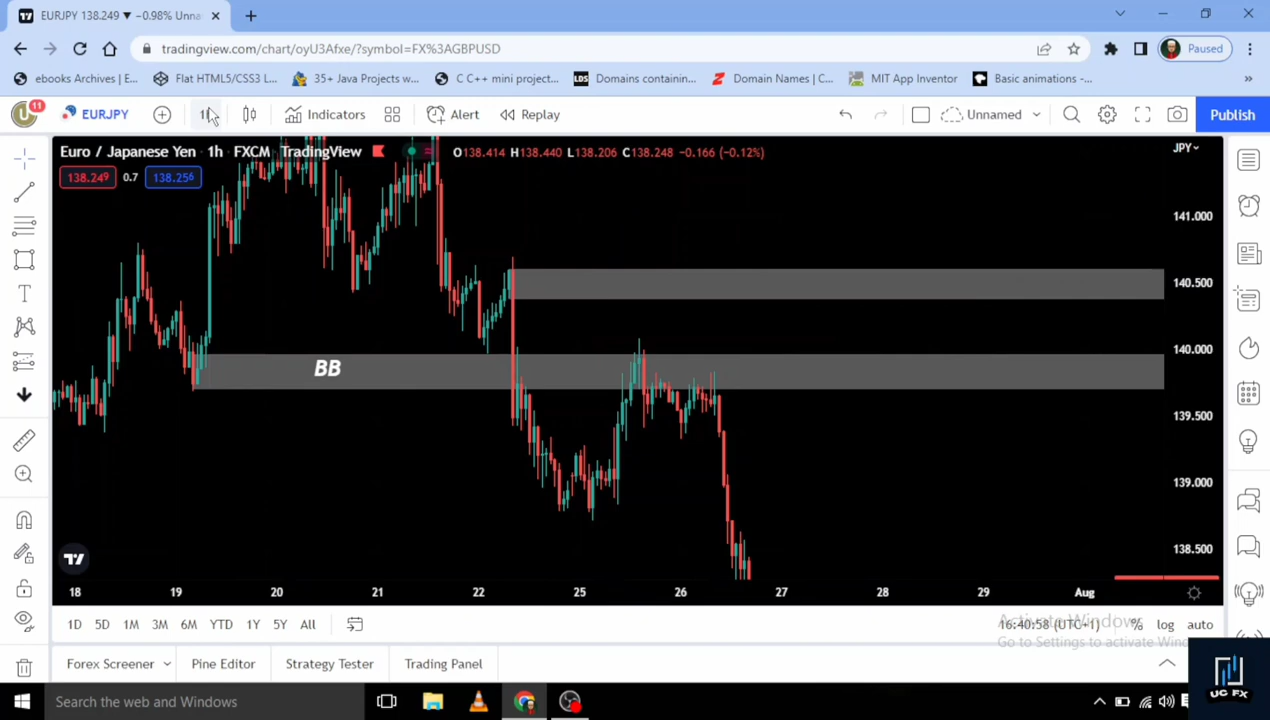 EURJPY 138.249 ▼ −0.98% Unna
tradingview.com/chart/oyU3Afxe/?symbol=FX%3AGBPUSD
Paused
ebooks Archives | E...
Flat HTML5/CSS3 L...
35+ Java Projects w...
C C++ mini project...
LDS
Domains containin...
Domain Names | C...
MIT App Inventor
Basic animations -...
»
U
11
EURJPY
Indicators
Alert
Replay
Unnamed
Publish
Euro / Japanese Yen · 1h · FXCM · TradingView
O138.414 H138.440 L138.206 C138.248 −0.166 (−0.12%)
JPY
138.249
0.7
138.256
141.000
140.500
140.000
139.500
139.000
138.500
BB
18
19
20
21
22
25
26
27
28
29
Aug
1D
5D
1M
3M
6M
YTD
1Y
5Y
All
16:40:58 (UTC+1)
%
log
auto
Activate Windows
Go to Settings to activate Wind
Forex Screener
Pine Editor
Strategy Tester
Trading Panel
UC FX
Search the web and Windows